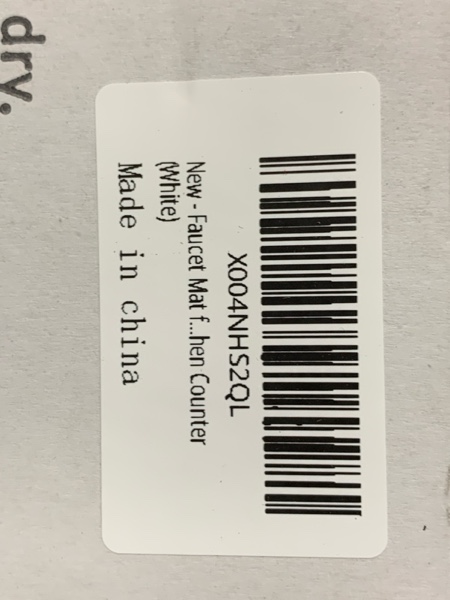 dry.
X004NHS2QL
New - Faucet Mat f...hen Counter
(White)
Made in china